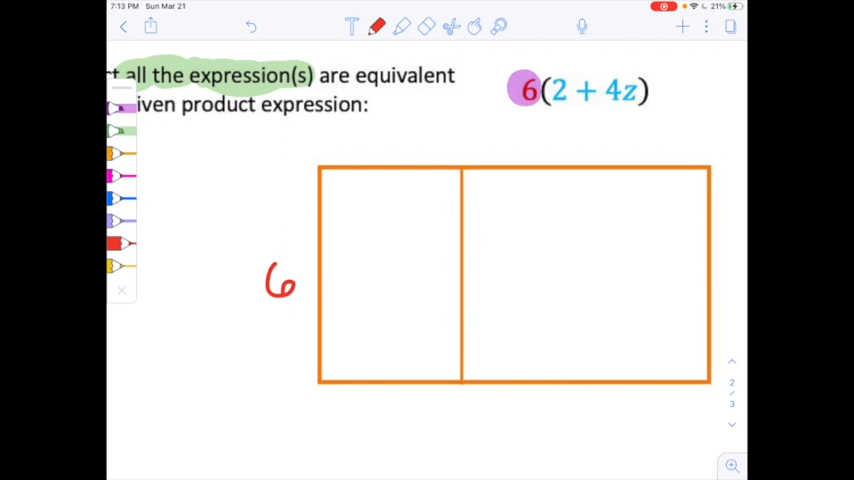 7:13 PM Sun Mar 21
21%
all the expression(s) are equivalent
given product expression:
6(2 + 4z)
6
2
/
3